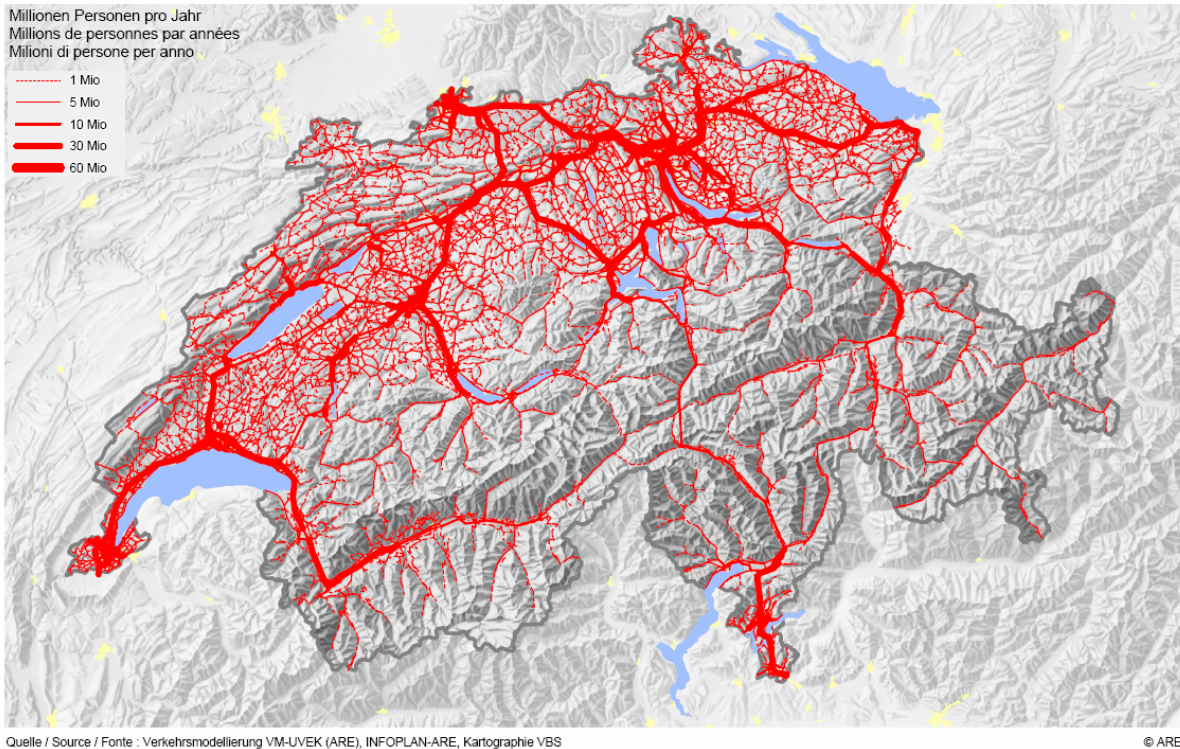 Millionen Personen pro Jahr
Millions de personnes par années
Milioni di persone per anno
1 Mio
5 Mio
10 Mio
30 Mio
60 Mio
Quelle / Source / Fonte : Verkehrsmodellierung VM-UVEK (ARE), INFOPLAN-ARE, Kartographie VBS
© ARE